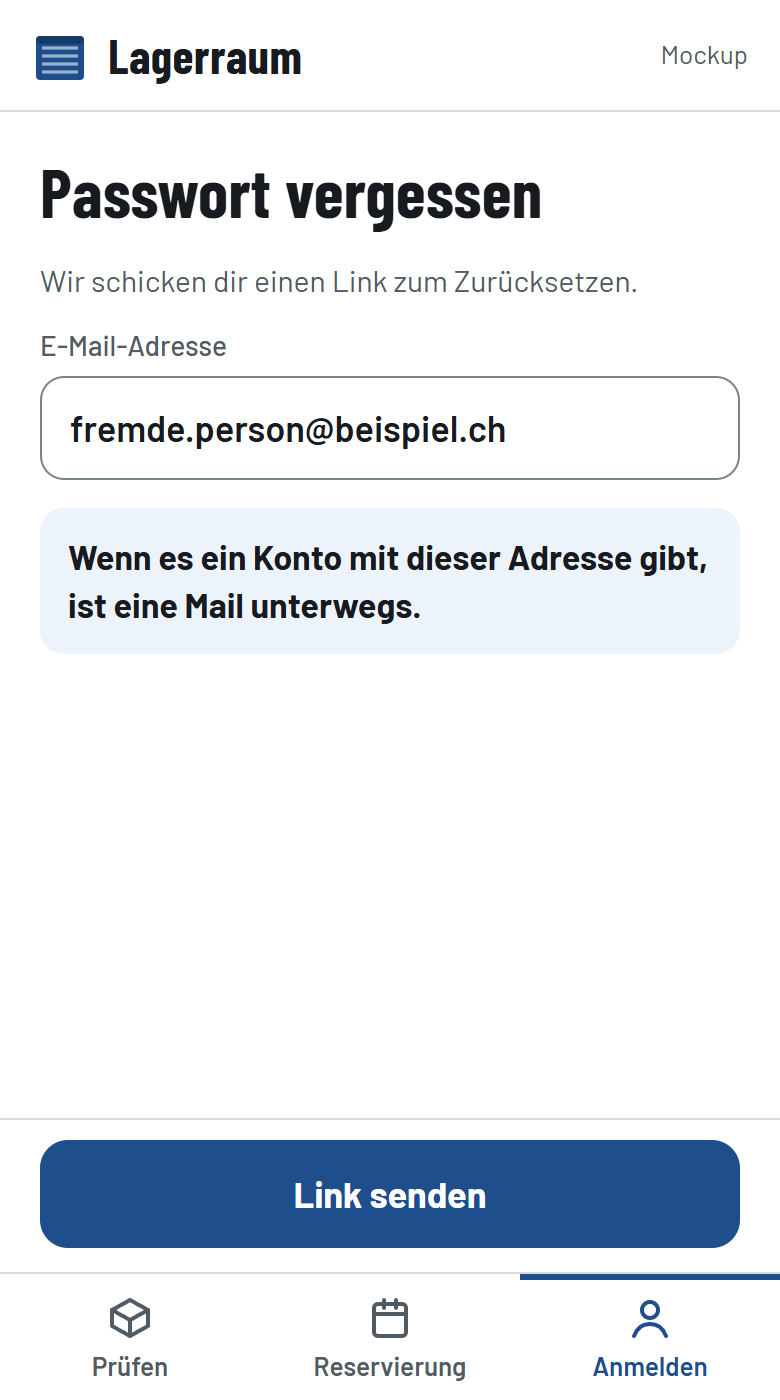 Lagerraum
Mockup
Passwort vergessen
Wir schicken dir einen Link zum Zurücksetzen.
E-Mail-Adresse
fremde.person@beispiel.ch
Wenn es ein Konto mit dieser Adresse gibt,
ist eine Mail unterwegs.
Link senden
Prüfen
Reservierung
Anmelden